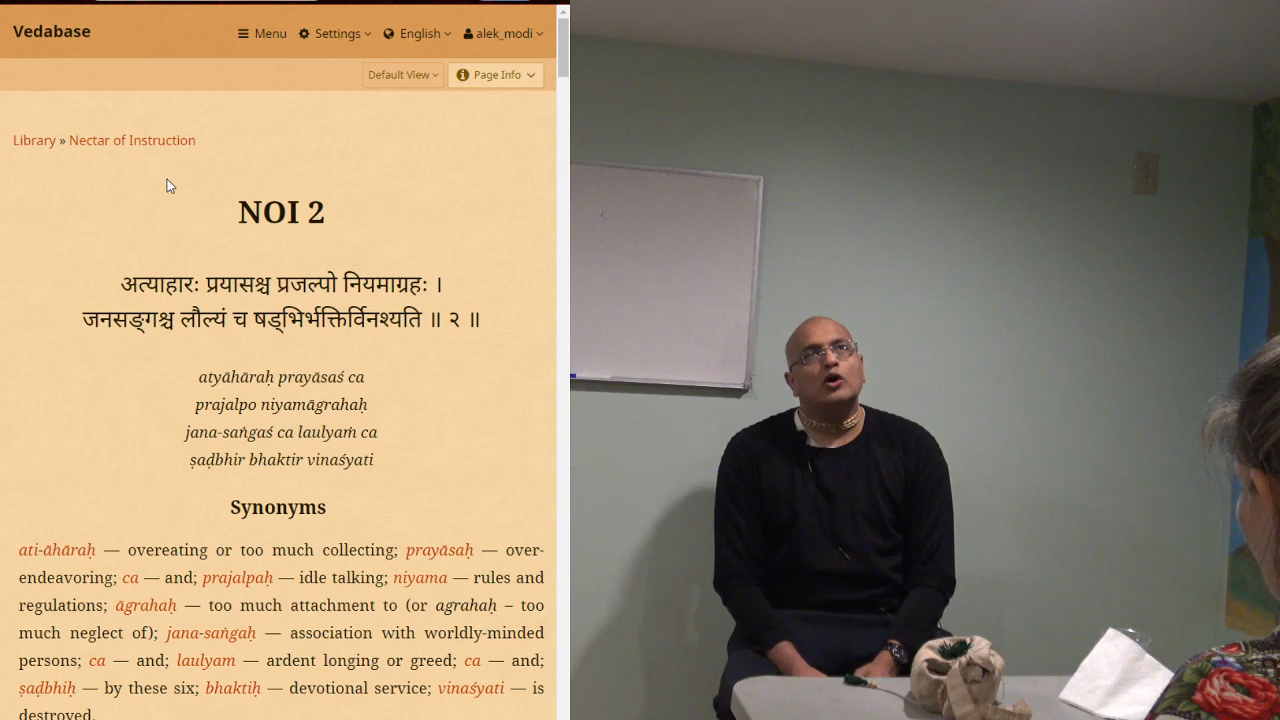 Vedabase
Menu Settings English alek_modi
Default View Page Info
Library » Nectar of Instruction
NOI 2
अत्याहारः प्रयासश्च प्रजल्पो नियमाग्रहः ।
जनसङ्गश्च लौल्यं च षड्भिर्भक्तिर्विनश्यति ॥ २ ॥
atyāhāraḥ prayāsaś ca
prajalpo niyamāgrahaḥ
jana-saṅgaś ca laulyaṁ ca
ṣaḍbhir bhaktir vinaśyati
Synonyms
ati-āhāraḥ — overeating or too much collecting; prayāsaḥ — over-
endeavoring; ca — and; prajalpaḥ — idle talking; niyama — rules and
regulations; āgrahaḥ — too much attachment to (or agrahaḥ – too
much neglect of); jana-saṅgaḥ — association with worldly-minded
persons; ca — and; laulyam — ardent longing or greed; ca — and;
ṣaḍbhiḥ — by these six; bhaktiḥ — devotional service; vinaśyati — is
destroyed.